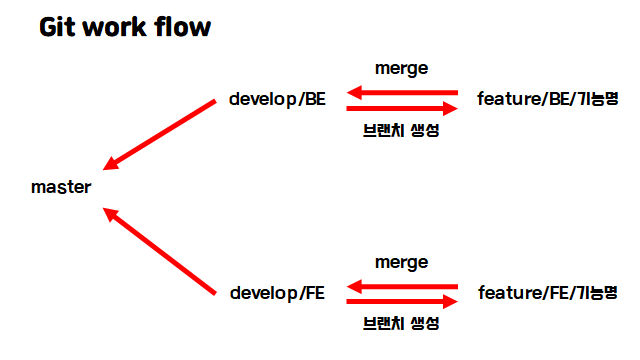 Git work flow
merge
develop/BE
feature/BE/기능명
브랜치 생성
master
merge
develop/FE
feature/FE/기능명
브랜치 생성